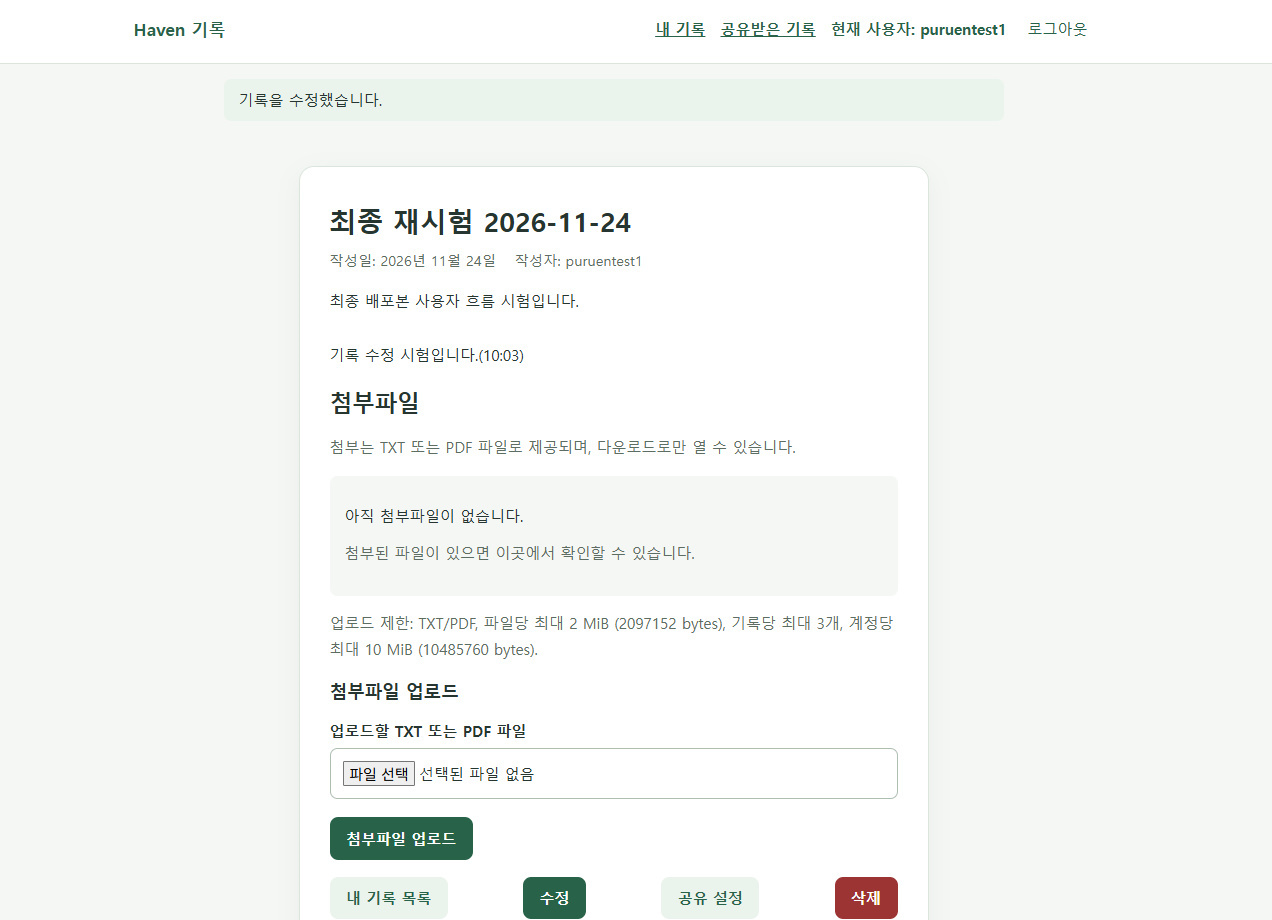 Haven 기록
내 기록 공유받은 기록 현재 사용자: puruentest1 로그아웃
기록을 수정했습니다.
최종 재시험 2026-11-24
작성일: 2026년 11월 24일 작성자: puruentest1
최종 배포본 사용자 흐름 시험입니다.
기록 수정 시험입니다.(10:03)
첨부파일
첨부는 TXT 또는 PDF 파일로 제공되며, 다운로드로만 열 수 있습니다.
아직 첨부파일이 없습니다.
첨부된 파일이 있으면 이곳에서 확인할 수 있습니다.
업로드 제한: TXT/PDF, 파일당 최대 2 MiB (2097152 bytes), 기록당 최대 3개, 계정당
최대 10 MiB (10485760 bytes).
첨부파일 업로드
업로드할 TXT 또는 PDF 파일
파일 선택 선택된 파일 없음
첨부파일 업로드
내 기록 목록 수정 공유 설정 삭제